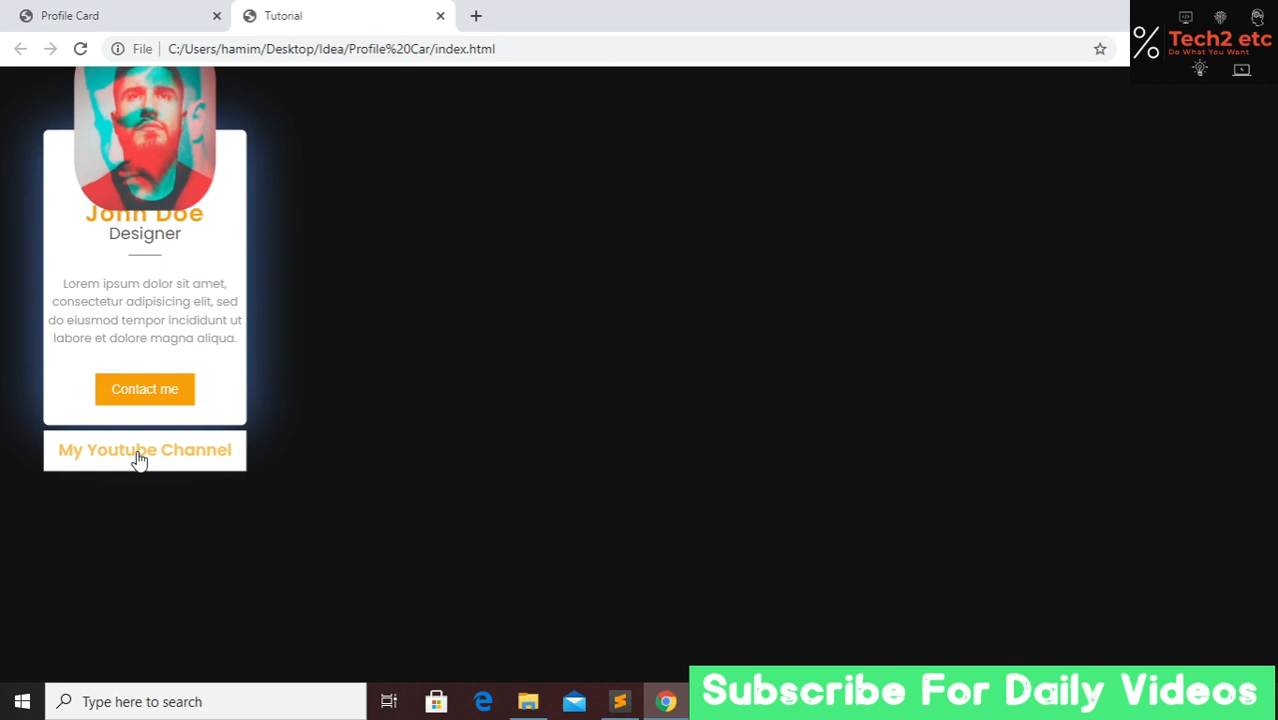 Profile Card
Tutorial
File
C:/Users/hamim/Desktop/Idea/Profile%20Car/index.html
Tech2 etc
Do What You Want
John Doe
Designer
Lorem ipsum dolor sit amet,
consectetur adipisicing elit, sed
do eiusmod tempor incididunt ut
labore et dolore magna aliqua.
Contact me
My Youtube Channel
Type here to search
Subscribe For Daily Videos